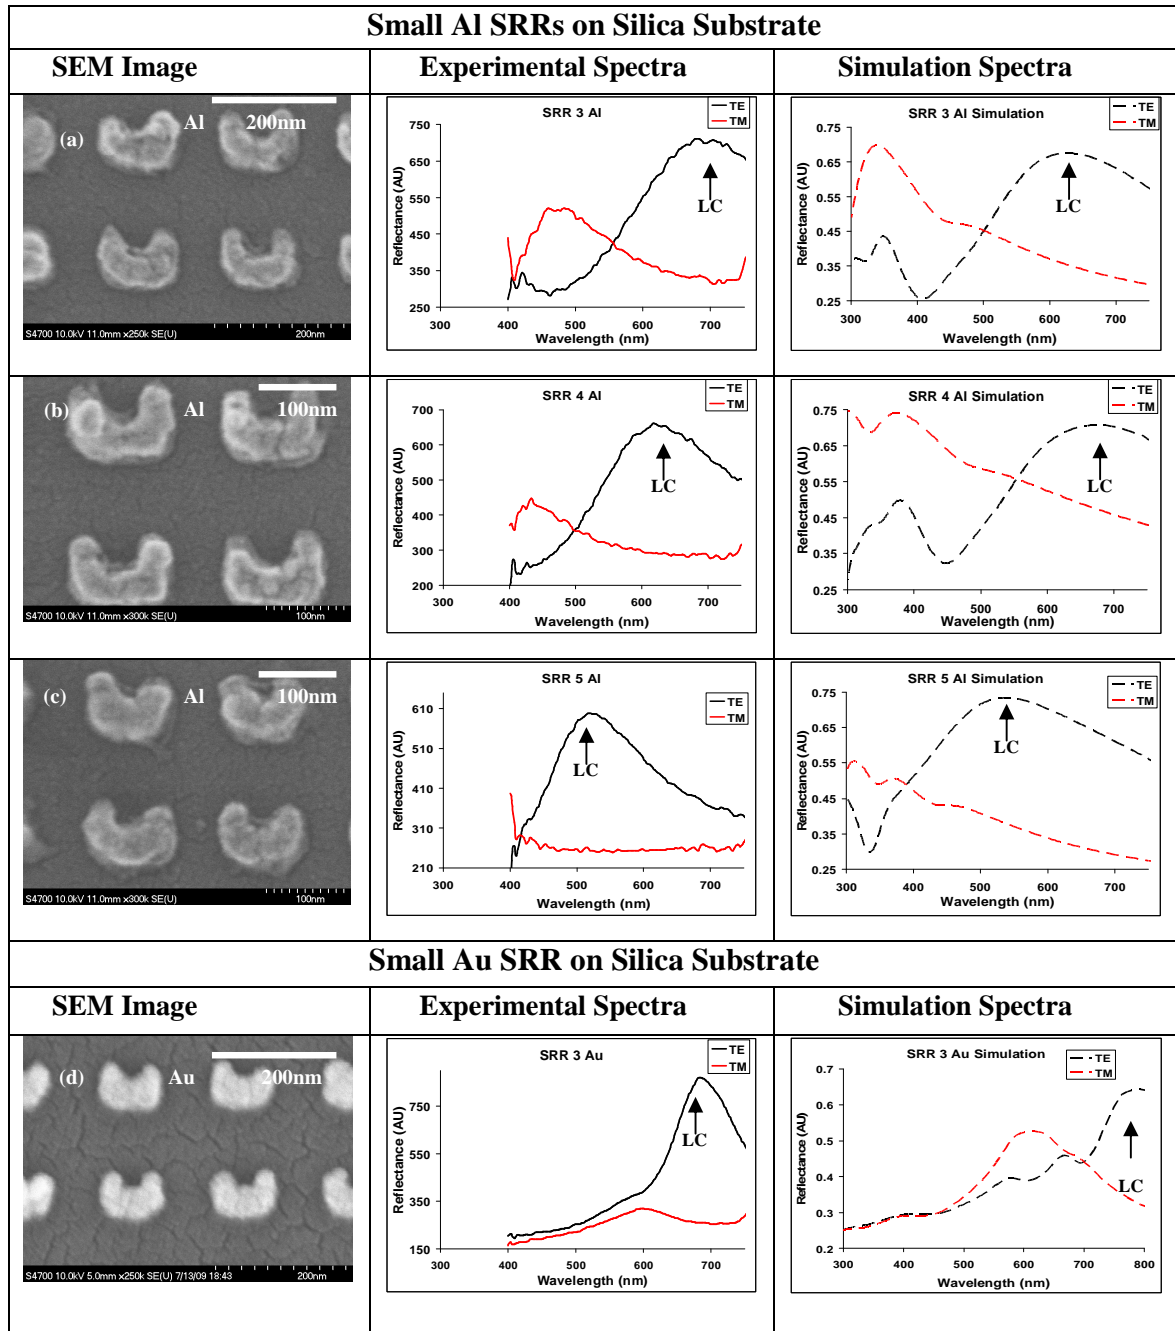 Small Al SRRs on Silica Substrate
SEM Image
Experimental Spectra
Simulation Spectra
(a)
Al
200nm
S4700 10.0kV 11.0mm x250k SE(U)
200nm
SRR 3 Al
TE
TM
Reflectance (AU)
750
650
550
450
350
250
LC
300 400 500 600 700
Wavelength (nm)
SRR 3 Al Simulation
TE
TM
Reflectance (AU)
0.75
0.65
0.55
0.45
0.35
0.25
LC
300 400 500 600 700
Wavelength (nm)
(b)
Al
100nm
S4700 10.0kV 11.0mm x300k SE(U)
100nm
SRR 4 Al
TE
TM
Reflectance (AU)
700
600
500
400
300
200
LC
300 400 500 600 700
Wavelength (nm)
SRR 4 Al Simulation
TE
TM
Reflectance (AU)
0.75
0.65
0.55
0.45
0.35
0.25
LC
300 400 500 600 700
Wavelength (nm)
(c)
Al
100nm
S4700 10.0kV 11.0mm x300k SE(U)
100nm
SRR 5 Al
TE
TM
Reflectance (AU)
610
510
410
310
210
LC
300 400 500 600 700
Wavelength (nm)
SRR 5 Al Simulation
TE
TM
Reflectance (AU)
0.75
0.65
0.55
0.45
0.35
0.25
LC
300 400 500 600 700
Wavelength (nm)
Small Au SRR on Silica Substrate
SEM Image
Experimental Spectra
Simulation Spectra
(d)
Au
200nm
S4700 10.0kV 5.0mm x250k SE(U) 7/13/09 18:43
200nm
SRR 3 Au
TE
TM
Reflectance (AU)
750
550
350
150
LC
300 400 500 600 700
Wavelength (nm)
SRR 3 Au Simulation
TE
TM
Reflectance (AU)
0.7
0.6
0.5
0.4
0.3
0.2
LC
300 400 500 600 700 800
Wavelength (nm)